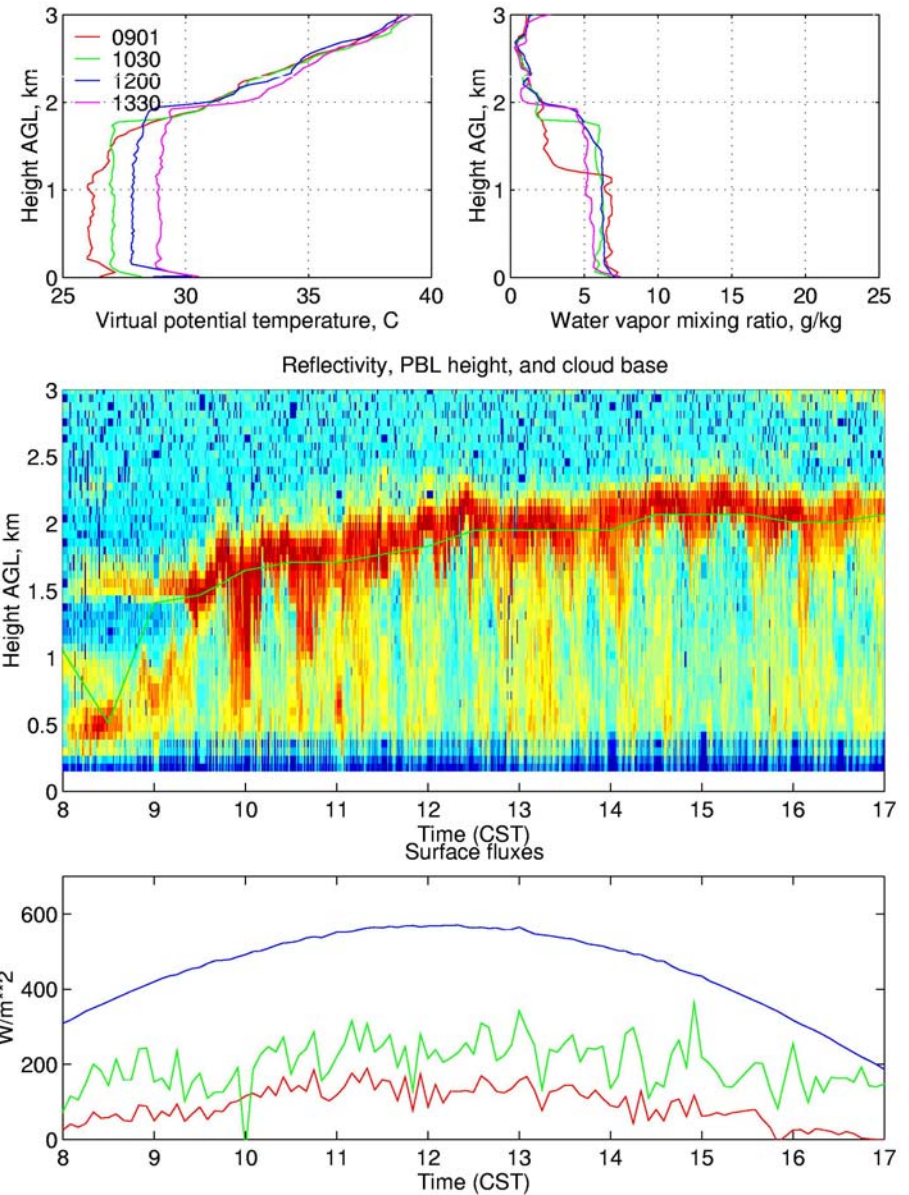 3
2
1
0
Height AGL, km
0901
1030
1200
1330
25 30 35 40
Virtual potential temperature, C
3
2
1
0
Height AGL, km
0 5 10 15 20 25
Water vapor mixing ratio, g/kg
Reflectivity, PBL height, and cloud base
3
2.5
2
1.5
1
0.5
0
Height AGL, km
8 9 10 11 12 13 14 15 16 17
Time (CST)
Surface fluxes
600
400
200
0
W/m**2
8 9 10 11 12 13 14 15 16 17
Time (CST)